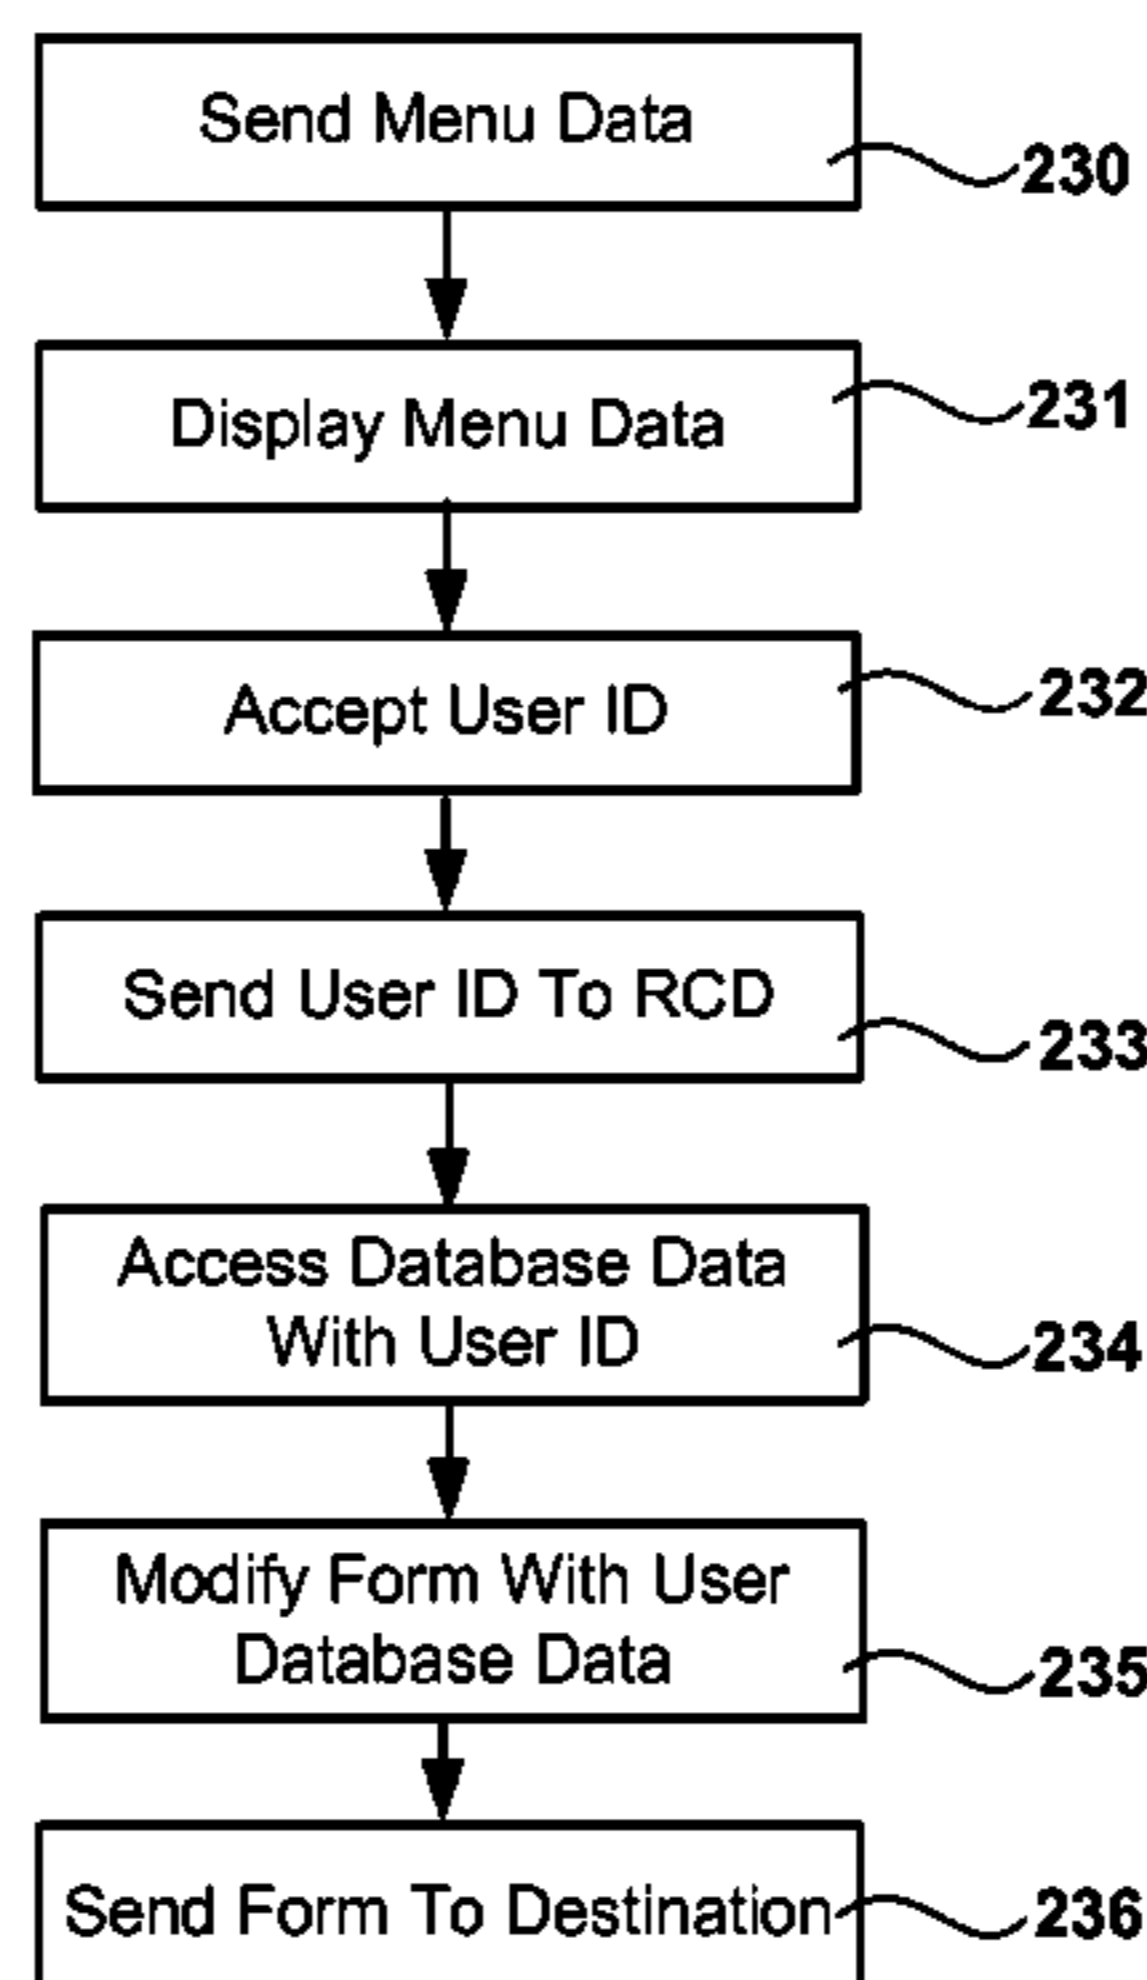 Send Menu Data
230
Display Menu Data
231
Accept User ID
232
Send User ID To RCD
233
Access Database Data
With User ID
234
Modify Form With User
Database Data
235
Send Form To Destination
236